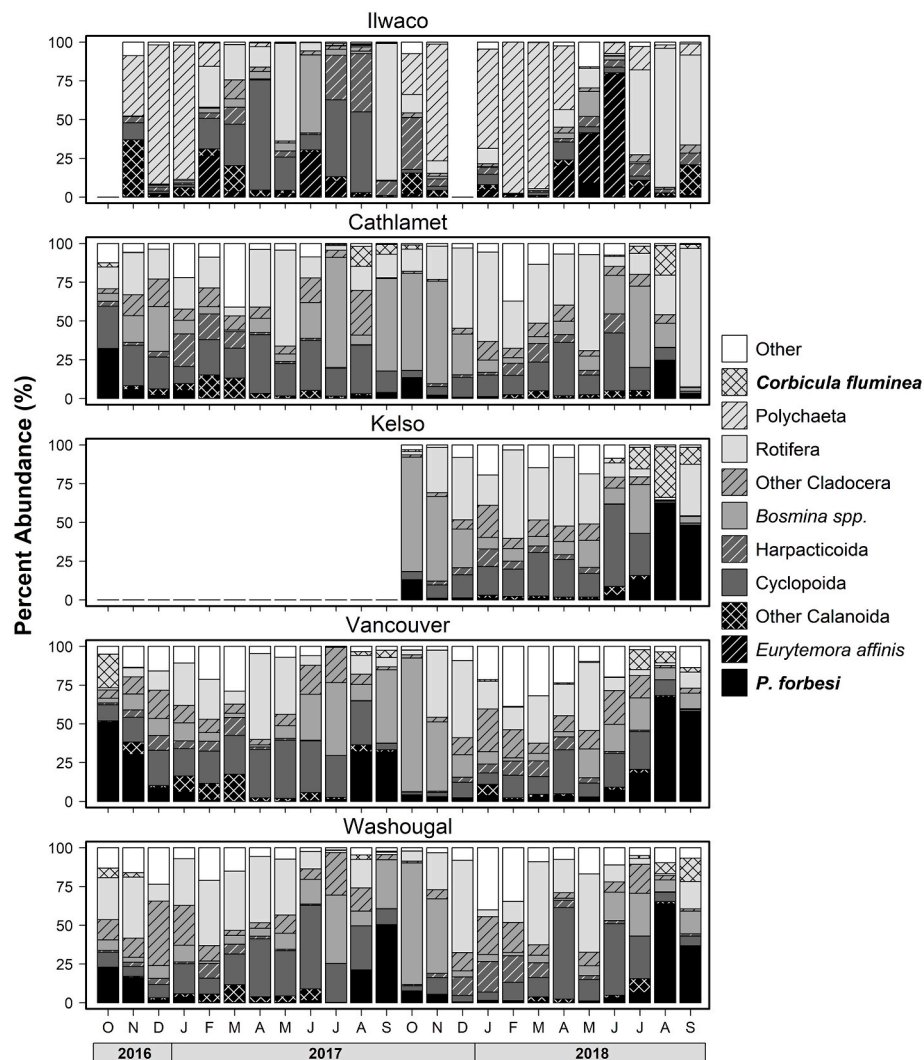 Ilwaco
100
75
50
25
0
Cathlamet
100
75
50
25
0
Kelso
100
75
50
25
0
Vancouver
100
75
50
25
0
Washougal
100
75
50
25
0
Percent Abundance (%)
O N D J F M A M J J A S O N D J F M A M J J A S
2016 2017 2018
Other
Corbicula fluminea
Polychaeta
Rotifera
Other Cladocera
Bosmina spp.
Harpacticoida
Cyclopoida
Other Calanoida
Eurytemora affinis
P. forbesi